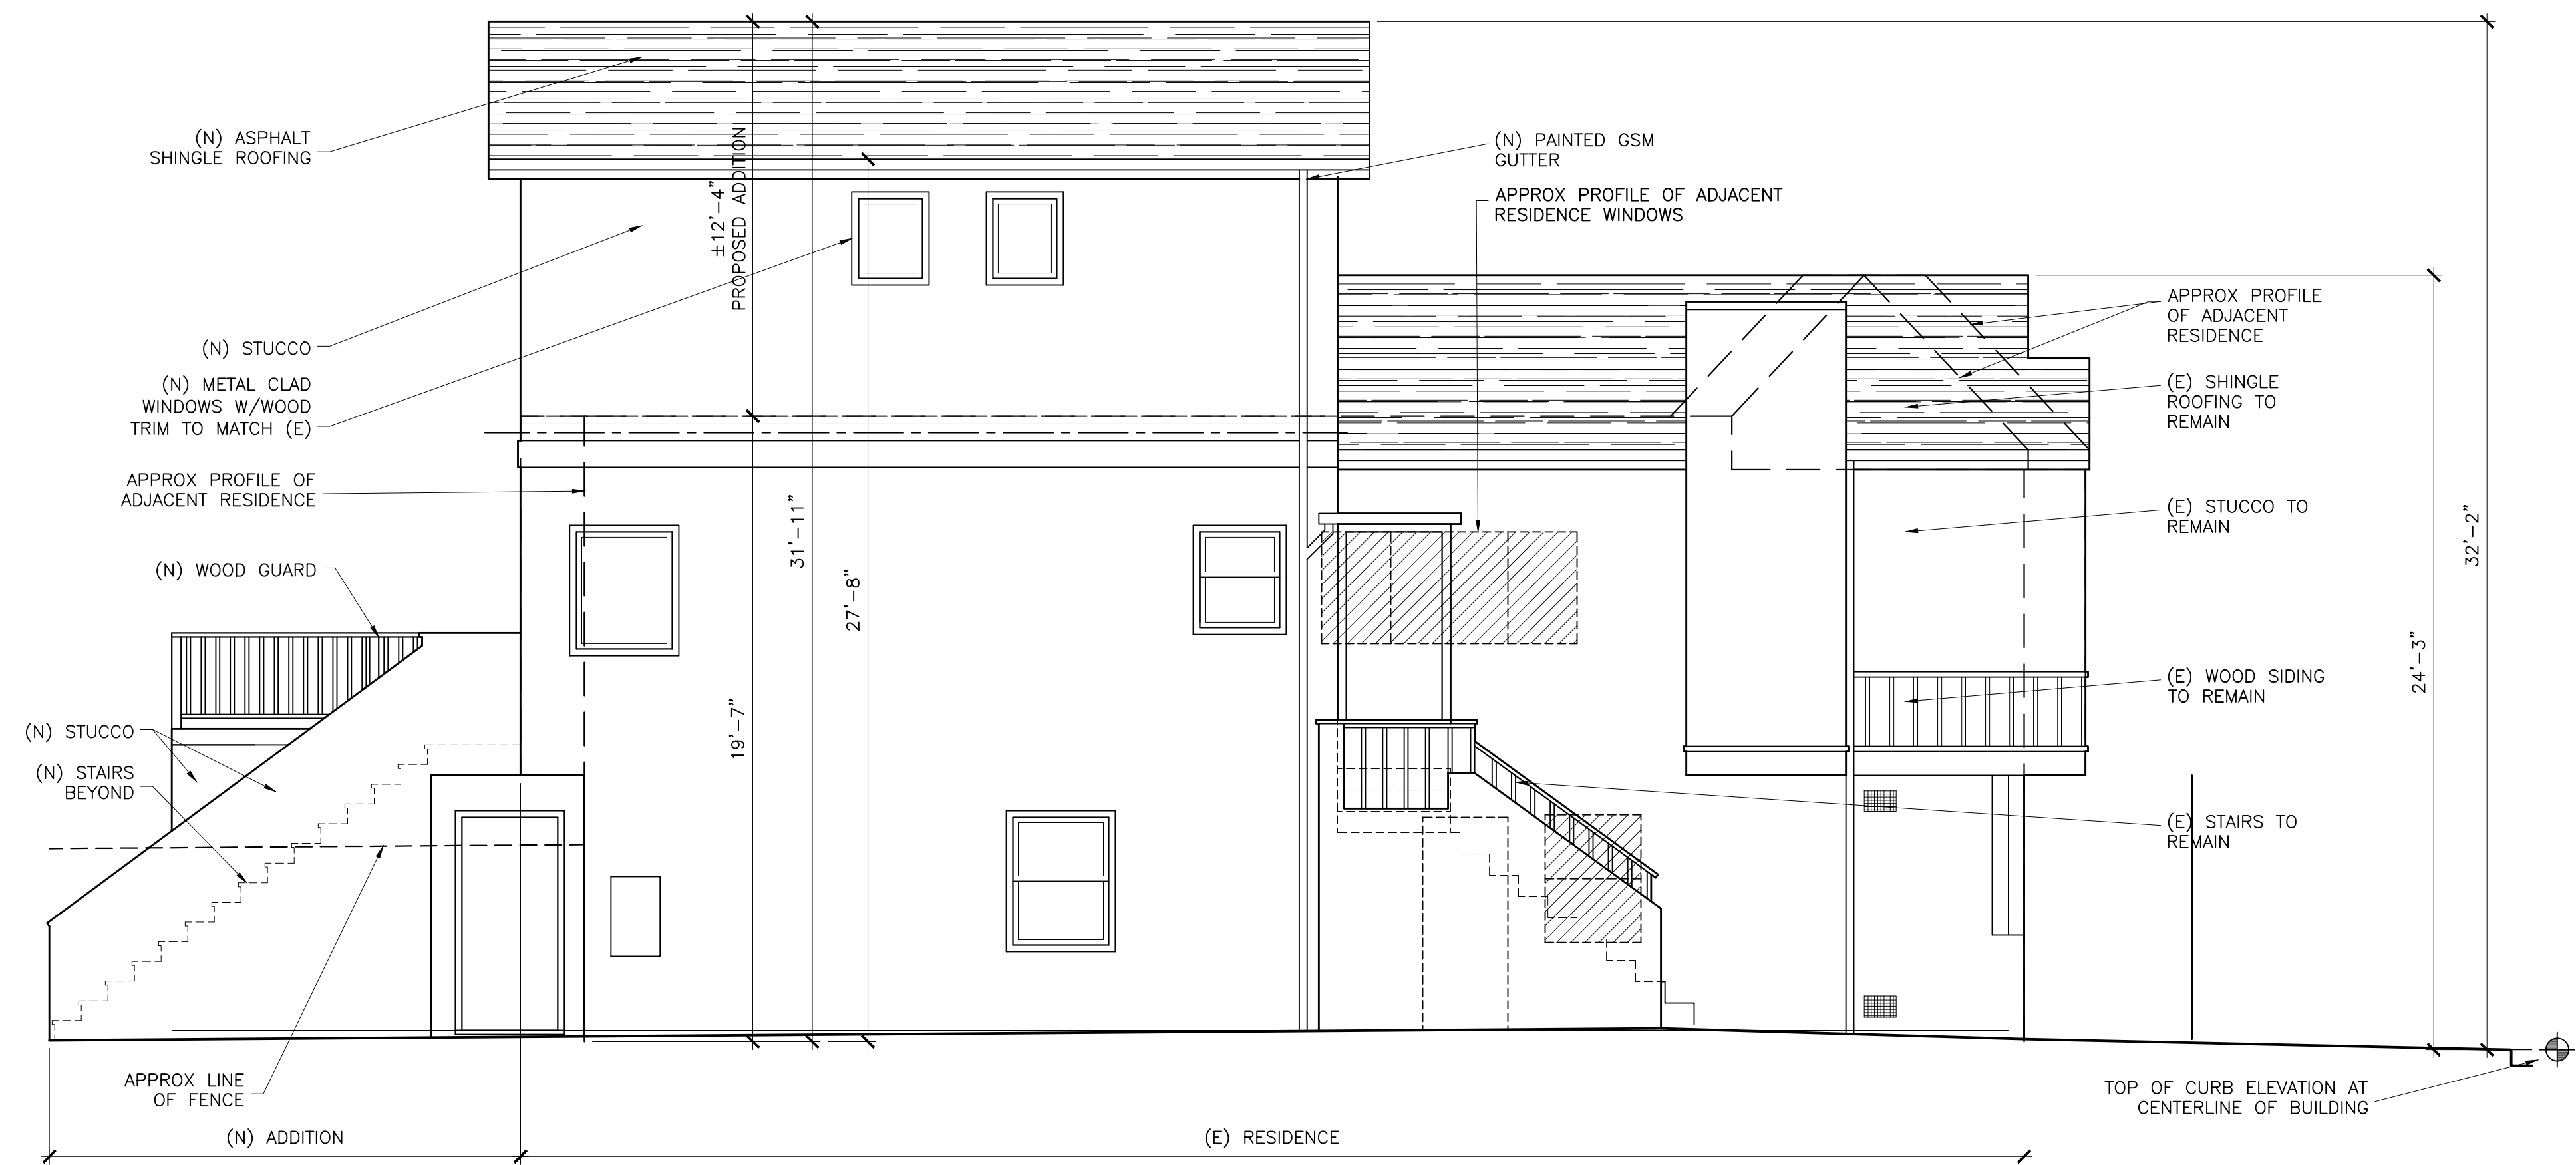 (N) ASPHALT
SHINGLE ROOFING
(N) STUCCO
(N) METAL CLAD
WINDOWS W/WOOD
TRIM TO MATCH (E)
APPROX PROFILE OF
ADJACENT RESIDENCE
(N) WOOD GUARD
(N) STUCCO
(N) STAIRS
BEYOND
APPROX LINE
OF FENCE
(N) ADDITION
±12'-4"
PROPOSED ADDITION
19'-7"
31'-11"
27'-8"
(N) PAINTED GSM
GUTTER
APPROX PROFILE OF ADJACENT
RESIDENCE WINDOWS
(E) RESIDENCE
APPROX PROFILE
OF ADJACENT
RESIDENCE
(E) SHINGLE
ROOFING TO
REMAIN
(E) STUCCO TO
REMAIN
(E) WOOD SIDING
TO REMAIN
(E) STAIRS TO
REMAIN
24'-3"
32'-2"
TOP OF CURB ELEVATION AT
CENTERLINE OF BUILDING